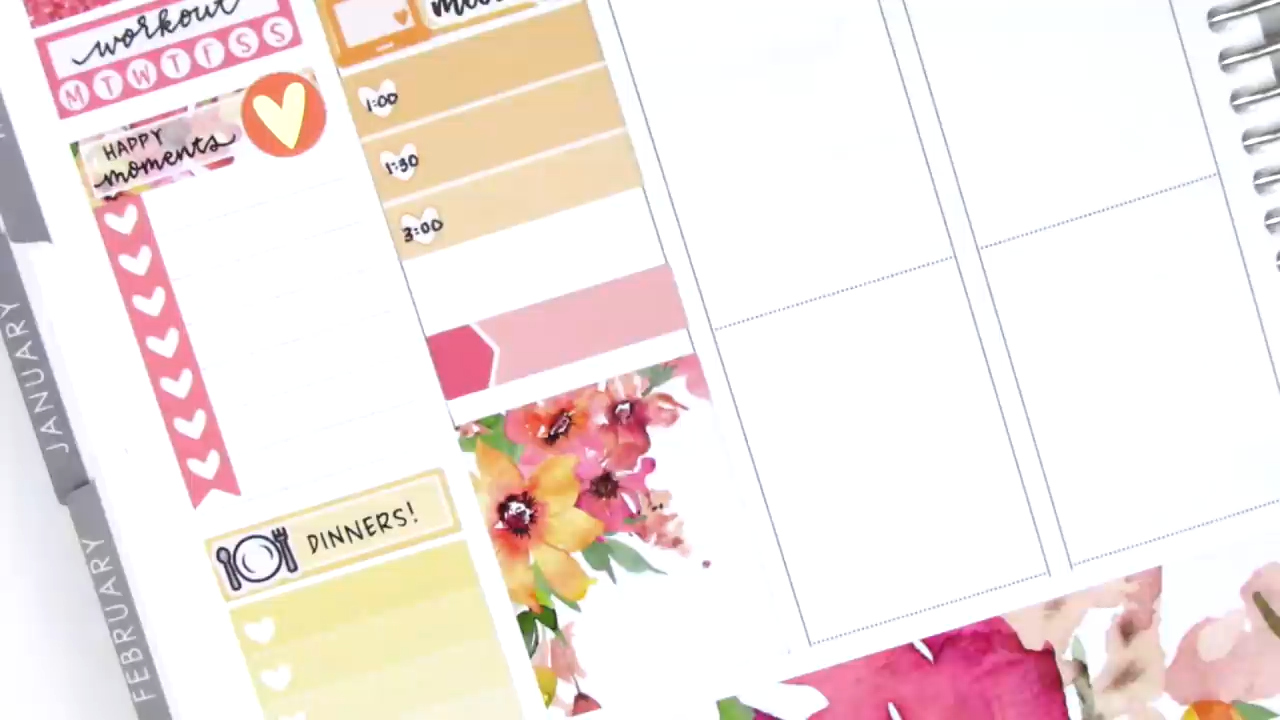 workout
M T W T F S S
HAPPY
moments
1:00
1:30
3:00
DINNERS!
JANUARY
FEBRUARY